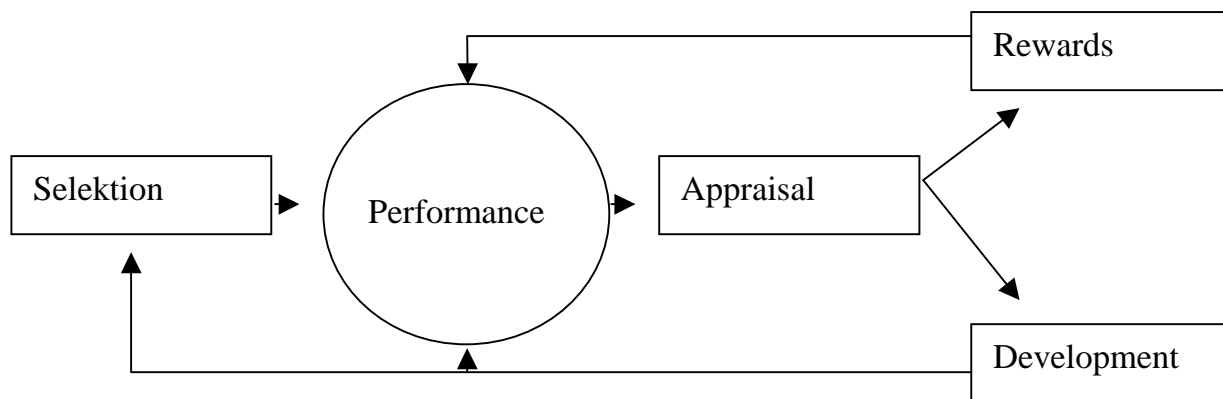 Rewards
Selektion
Performance
Appraisal
Development